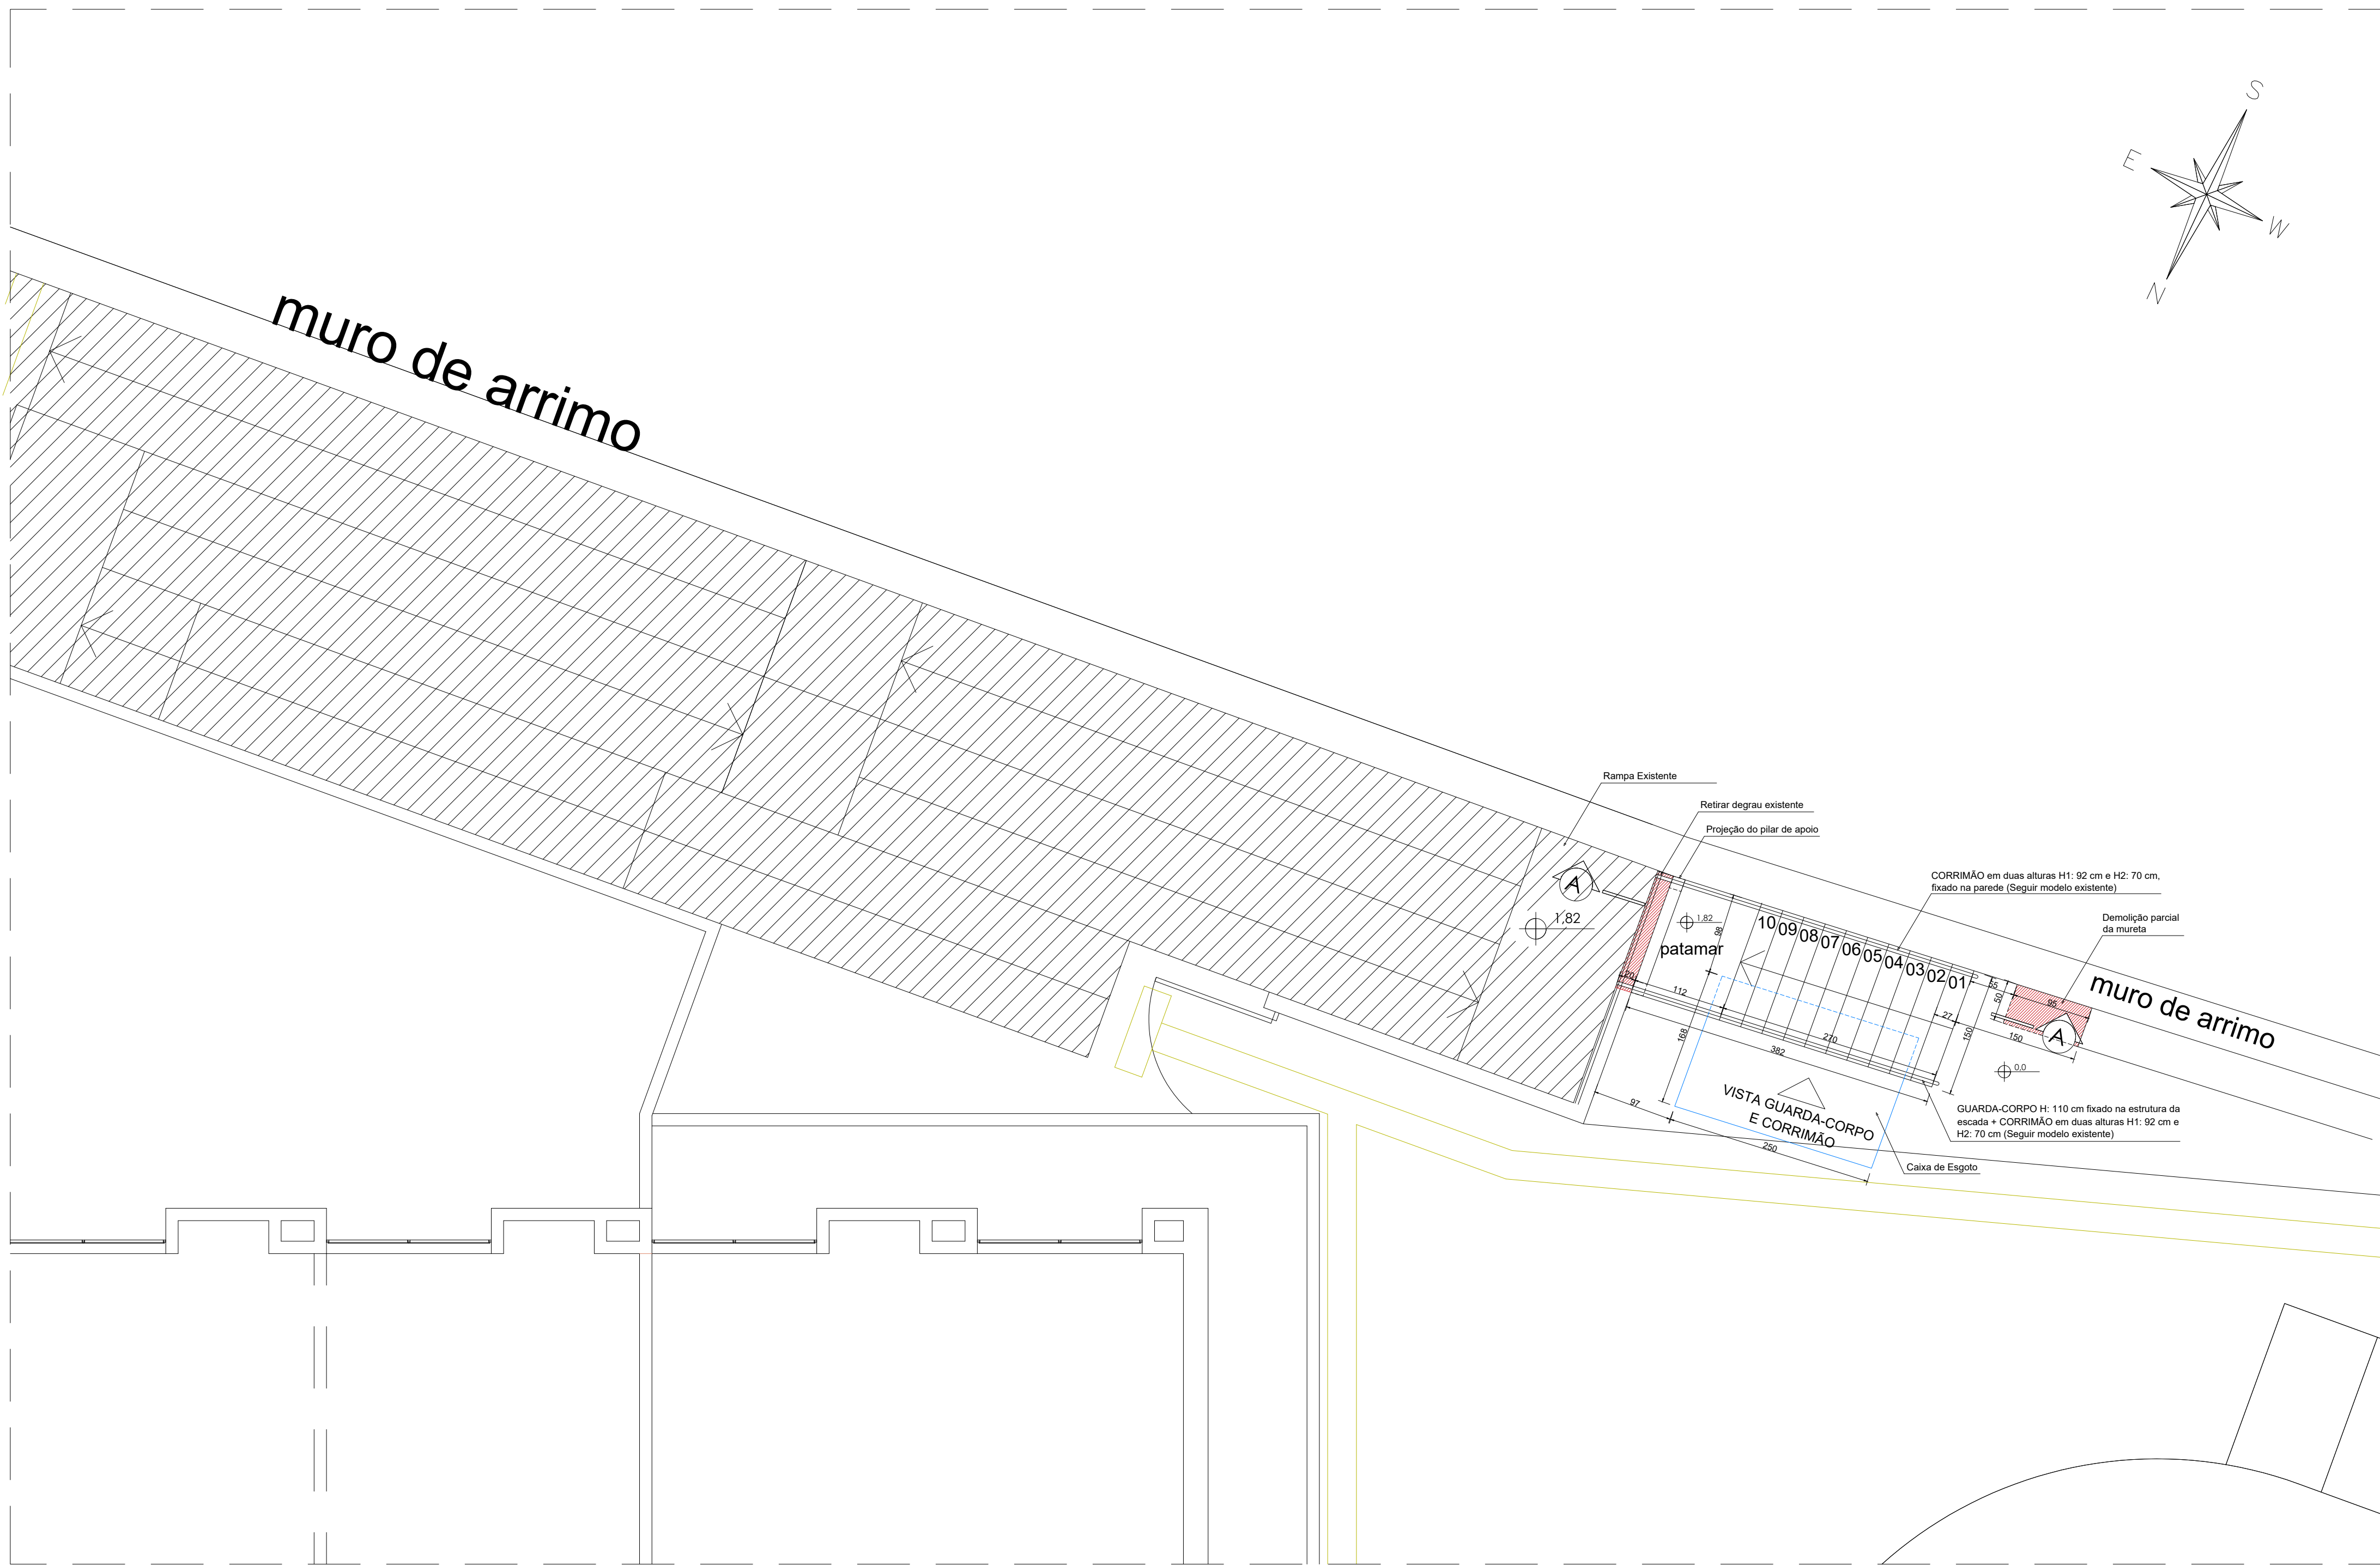 S
E
W
N
muro de arrimo
Rampa Existente
Retirar degrau existente
Projeção do pilar de apoio
CORRIMÃO em duas alturas H1: 92 cm e H2: 70 cm,
fixado na parede (Seguir modelo existente)
Demolição parcial
da mureta
A
1,82
1,82
patamar
98
10
09
08
07
06
05
04
03
02
01
20
112
270
382
168
27
55
50
95
150
150
A
0,0
muro de arrimo
VISTA GUARDA-CORPO
E CORRIMÃO
97
250
GUARDA-CORPO H: 110 cm fixado na estrutura da
escada + CORRIMÃO em duas alturas H1: 92 cm e
H2: 70 cm (Seguir modelo existente)
Caixa de Esgoto